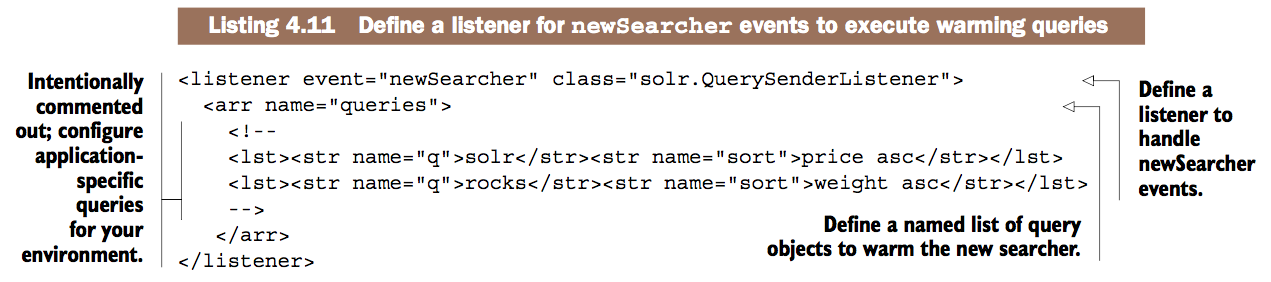 Listing 4.11 Define a listener for newSearcher events to execute warming queries
Intentionally
commented
out; configure
application-
specific
queries
for your
environment.
<listener event="newSearcher" class="solr.QuerySenderListener">
<arr name="queries">
<!--
<lst><str name="q">solr</str><str name="sort">price asc</str></lst>
<lst><str name="q">rocks</str><str name="sort">weight asc</str></lst>
-->
</arr>
</listener>
Define a
listener to
handle
newSearcher
events.
Define a named list of query
objects to warm the new searcher.